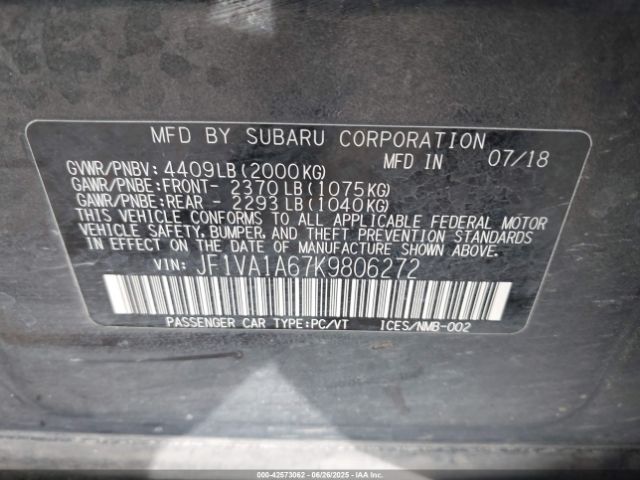 MFD BY SUBARU CORPORATION
GVWR/PNBV: 4409LB(2000KG) MFD IN 07/18
GAWR/PNBE:FRONT- 2370LB(1075KG)
GAWR/PNBE:REAR - 2293LB(1040KG)
THIS VEHICLE CONFORMS TO ALL APPLICABLE FEDERAL MOTOR
VEHICLE SAFETY, BUMPER, AND THEFT PREVENTION STANDARDS
IN EFFECT ON THE DATE OF MANUFACTURE SHOWN ABOVE.
VIN: JF1VA1A67K9806272
PASSENGER CAR TYPE:PC/VT ICES/NMB-002
000-42573062 | 06/26/2025 | IAAI.COM